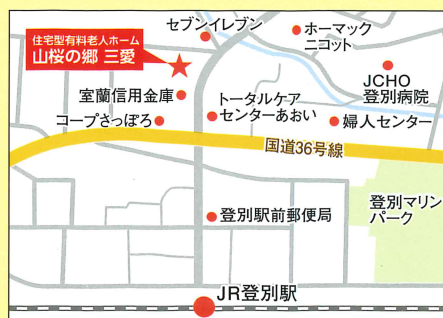 セブンイレブン
ホーマック
ニコット
住宅型有料老人ホーム
山桜の郷 三愛
JCHO
登別病院
室蘭信用金庫
トータルケア
センターあおい
コープさっぽろ
婦人センター
国道36号線
登別マリン
パーク
登別駅前郵便局
JR登別駅